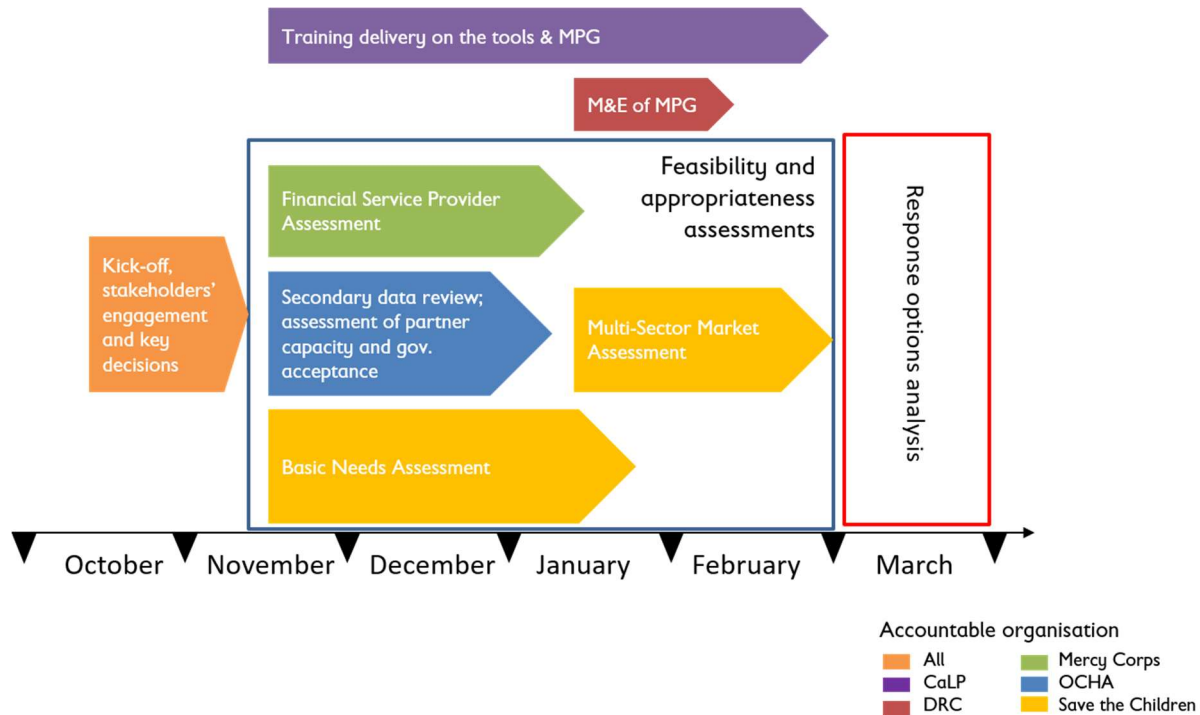 Training delivery on the tools & MPG
M&E of MPG
Feasibility and
appropriateness
assessments
Financial Service Provider
Assessment
Kick-off,
stakeholders’
engagement
and key
decisions
Secondary data review;
assessment of partner
capacity and gov.
acceptance
Multi-Sector Market
Assessment
Basic Needs Assessment
Response options analysis
October
November
December
January
February
March
Accountable organisation
All
CaLP
DRC
Mercy Corps
OCHA
Save the Children